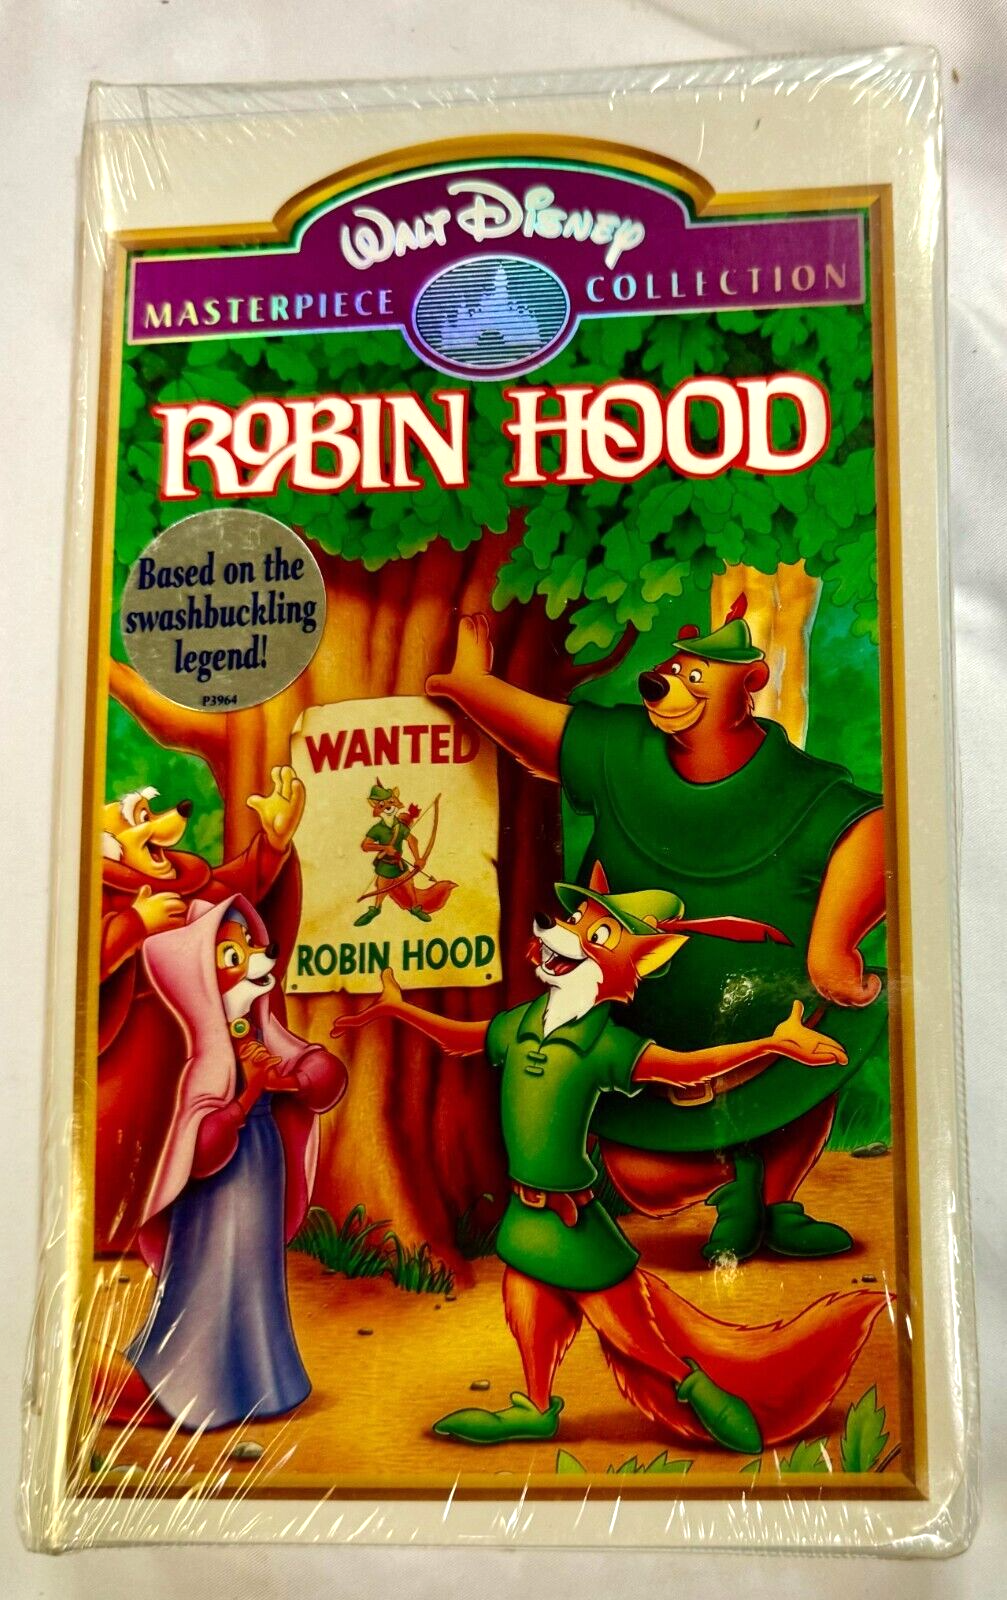 Walt Disney
MASTERPIECE COLLECTION
ROBIN HOOD
Based on the
swashbuckling
legend!
P3964
WANTED
ROBIN HOOD